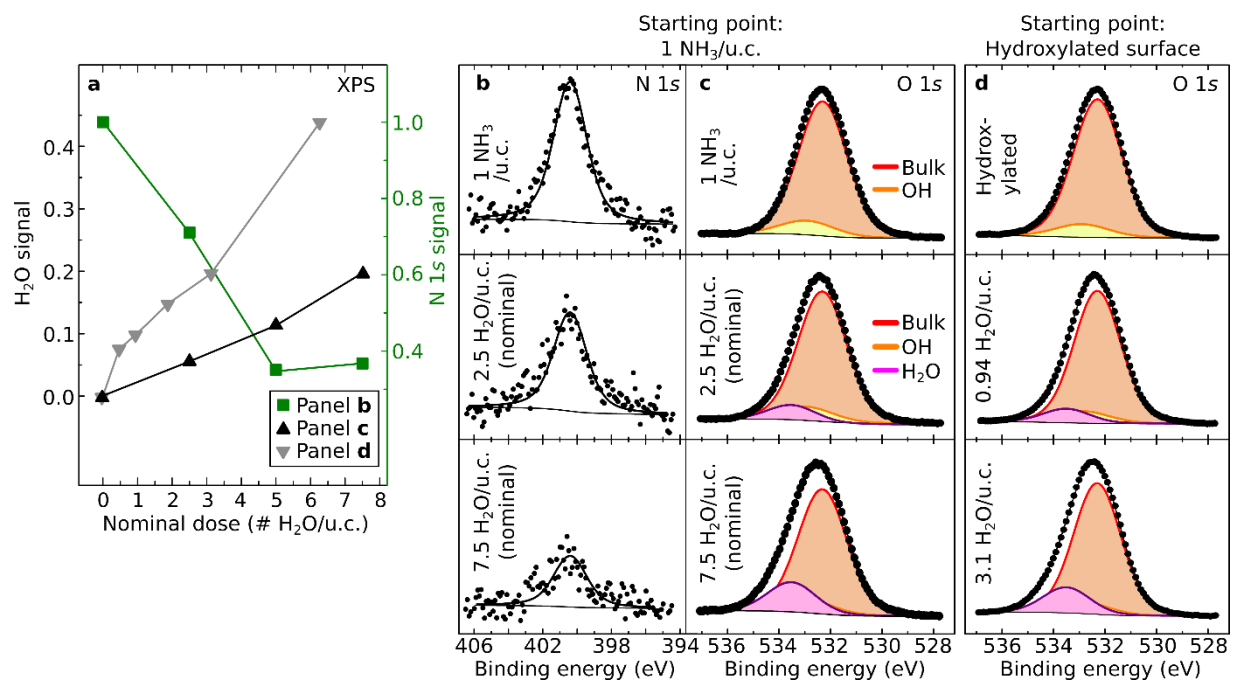 Starting point:
1 NH₃/u.c.
Starting point:
Hydroxylated surface
a
XPS
H₂O signal
0.4
0.3
0.2
0.1
0.0
N 1s signal
1.0
0.8
0.6
0.4
Panel b
Panel c
Panel d
0 1 2 3 4 5 6 7 8
Nominal dose (# H₂O/u.c.)
b
N 1s
1 NH₃
/u.c.
2.5 H₂O/u.c.
(nominal)
7.5 H₂O/u.c.
(nominal)
406 402 398 394
Binding energy (eV)
c
O 1s
1 NH₃
/u.c.
Bulk
OH
2.5 H₂O/u.c.
(nominal)
Bulk
OH
H₂O
7.5 H₂O/u.c.
(nominal)
536 534 532 530 528
Binding energy (eV)
d
O 1s
Hydrox-
ylated
0.94 H₂O/u.c.
3.1 H₂O/u.c.
536 534 532 530 528
Binding energy (eV)